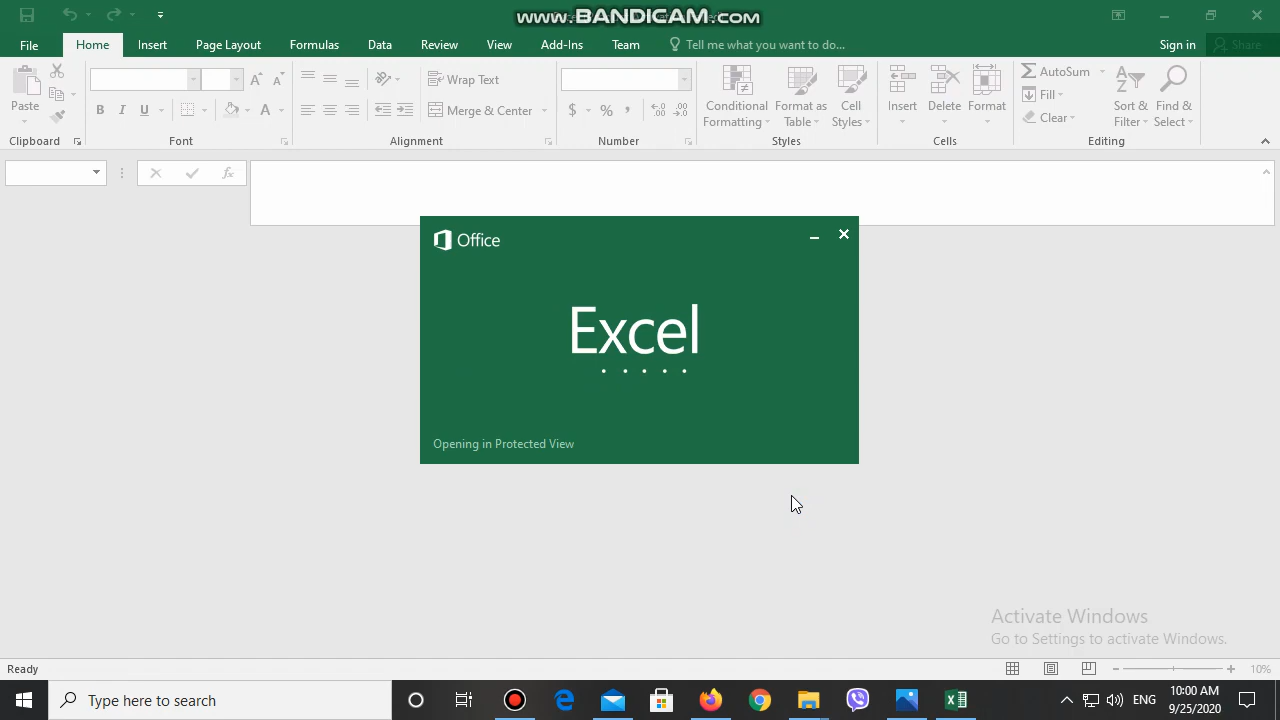 www.BANDICAM.com
File Home Insert Page Layout Formulas Data Review View Add-Ins Team Tell me what you want to do... Sign in Share
Paste
B I U A
Wrap Text
Merge & Center
$ % ,
Conditional Formatting
Format as Table
Cell Styles
Insert
Delete
Format
AutoSum
Fill
Clear
Sort & Filter
Find & Select
Clipboard Font Alignment Number Styles Cells Editing
fx
Office
Excel
Opening in Protected View
Activate Windows
Go to Settings to activate Windows.
Ready 10%
Type here to search
ENG
10:00 AM
9/25/2020